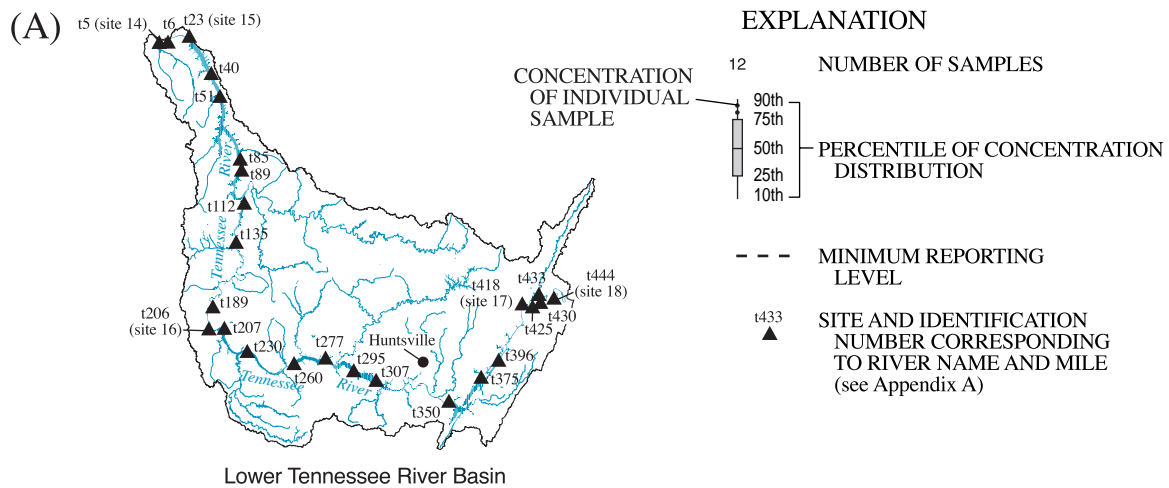 (A)
t5 (site 14)
t6
t23 (site 15)
t40
t51
t85
t89
t112
t135
Tennessee River
t189
t206
(site 16)
t207
t230
t260
t277
t295
t307
Tennessee River
Huntsville
t350
t375
t396
t418
(site 17)
t433
t444
(site 18)
t430
t425
Lower Tennessee River Basin
EXPLANATION
12
NUMBER OF SAMPLES
CONCENTRATION
OF INDIVIDUAL
SAMPLE
90th
75th
50th
25th
10th
PERCENTILE OF CONCENTRATION
DISTRIBUTION
MINIMUM REPORTING
LEVEL
t433
SITE AND IDENTIFICATION
NUMBER CORRESPONDING
TO RIVER NAME AND MILE
(see Appendix A)